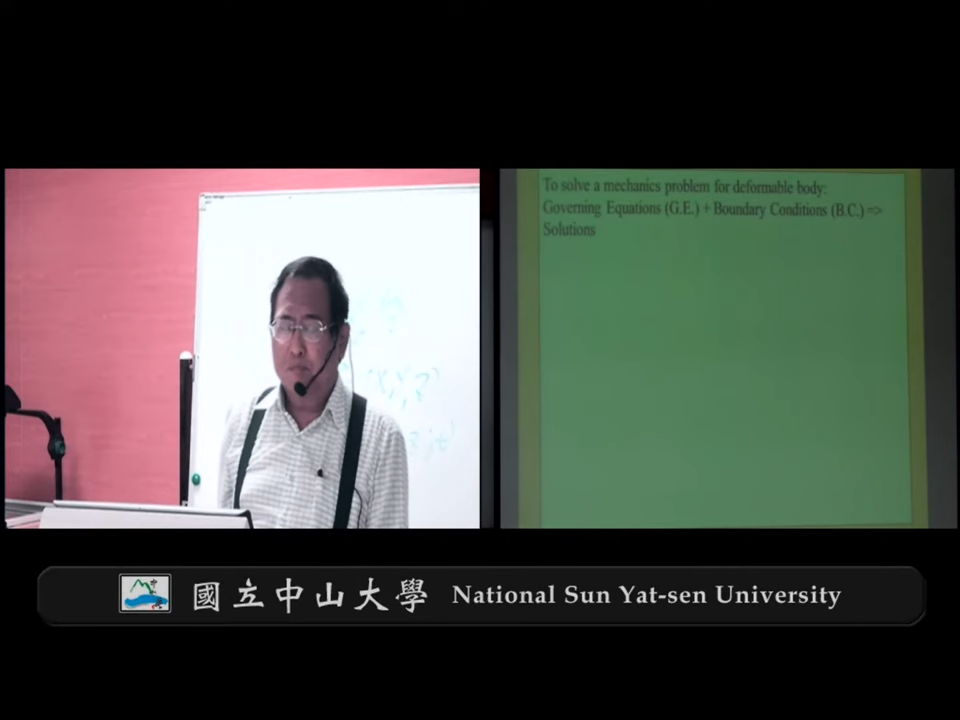 To solve a mechanics problem for deformable body:
Governing Equations (G.E.) + Boundary Conditions (B.C.) =>
Solutions
(x, y, z)
國立中山大學 National Sun Yat-sen University